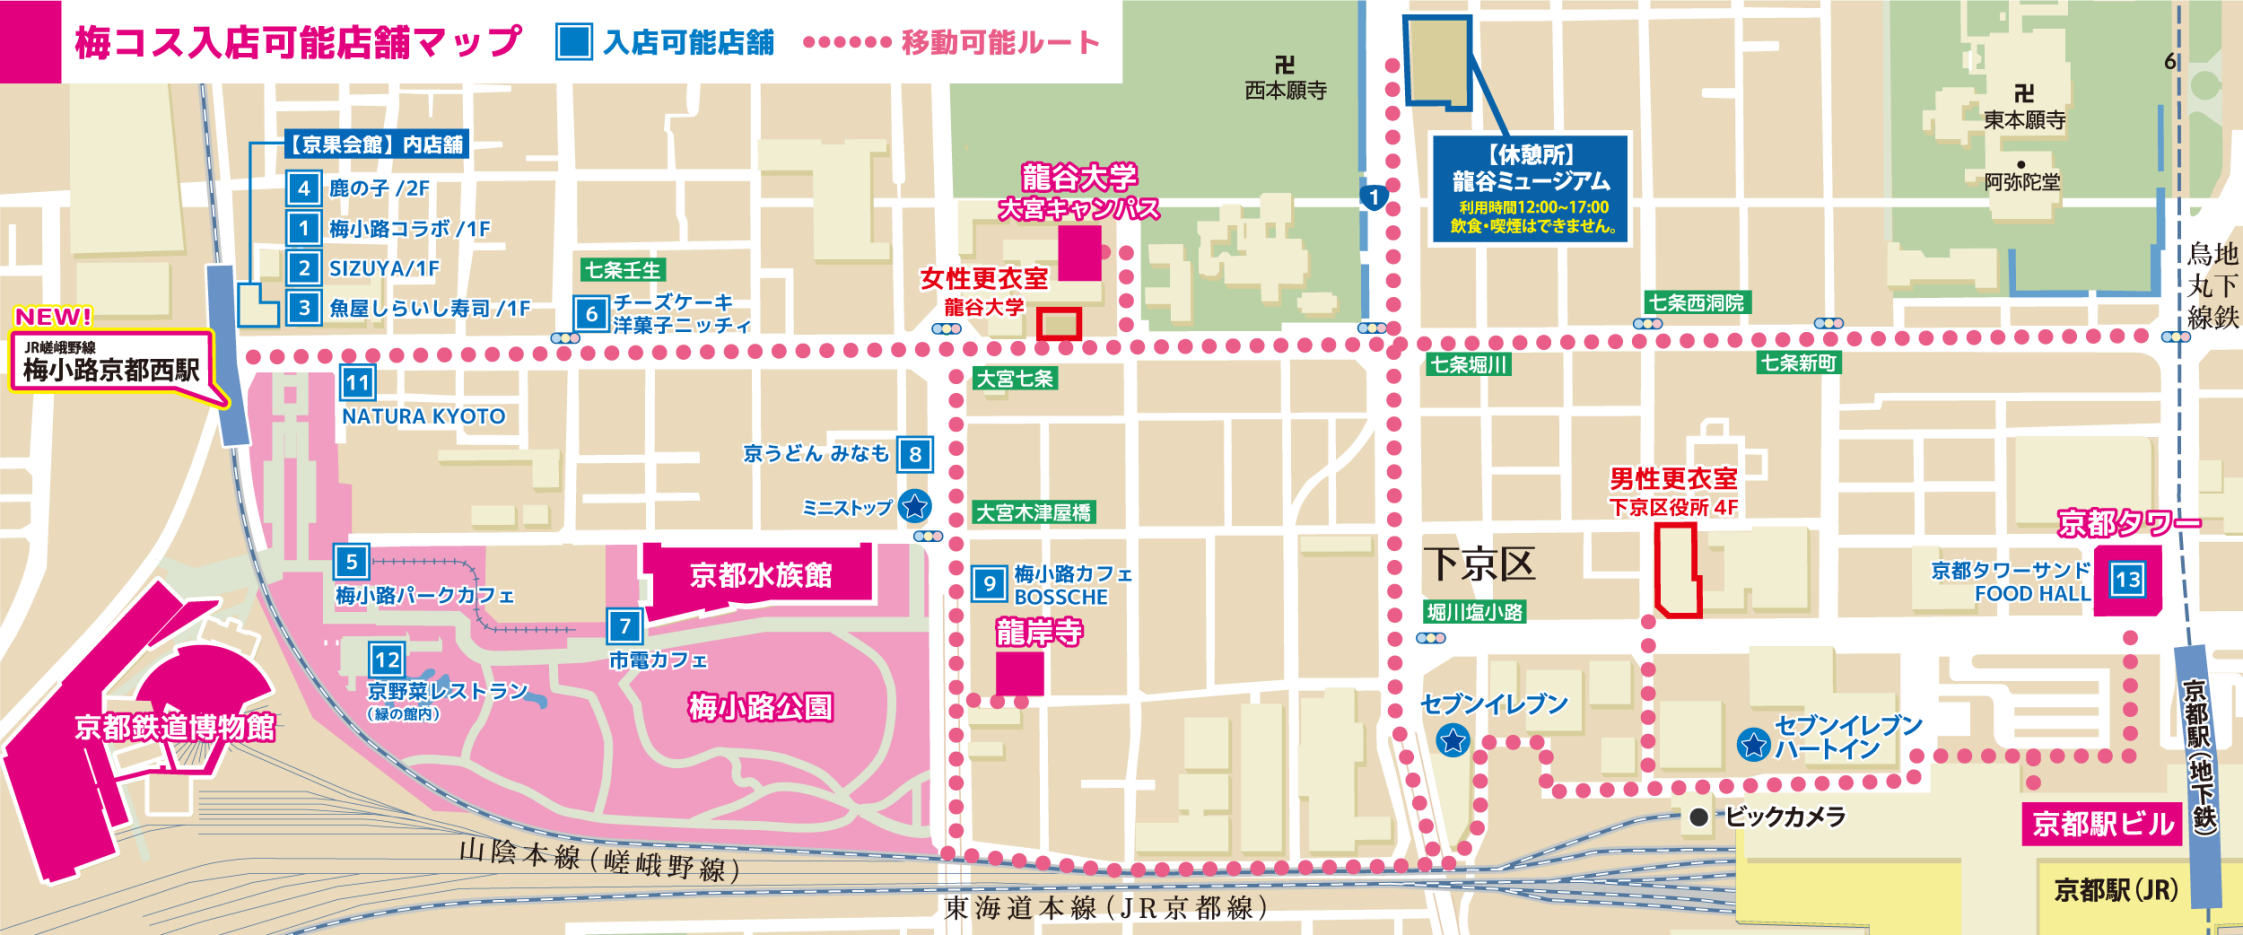 梅コス入店可能店舗マップ
入店可能店舗
移動可能ルート
卍
西本願寺
卍
東本願寺
阿弥陀堂
6
【京果会館】内店舗
4 鹿の子 /2F
1 梅小路コラボ /1F
2 SIZUYA/1F
3 魚屋しらいし寿司 /1F
NEW!
JR嵯峨野線
梅小路京都西駅
七条壬生
6 チーズケーキ
洋菓子ニッチィ
龍谷大学
大宮キャンパス
女性更衣室
龍谷大学
1
【休憩所】
龍谷ミュージアム
利用時間12:00~17:00
飲食・喫煙はできません。
七条西洞院
地下鉄
烏丸線
11
NATURA KYOTO
大宮七条
七条堀川
七条新町
京うどん みなも 8
ミニストップ
大宮木津屋橋
男性更衣室
下京区役所 4F
下京区
京都タワー
京都タワーサンド
FOOD HALL
13
5
梅小路パークカフェ
京都水族館
9 梅小路カフェ
BOSSCHE
堀川塩小路
7
市電カフェ
龍岸寺
12
京野菜レストラン
（緑の館内）
梅小路公園
京都鉄道博物館
セブンイレブン
セブンイレブン
ハートイン
京都駅（地下鉄）
ビックカメラ
京都駅ビル
京都駅（JR）
山陰本線（嵯峨野線）
東海道本線（JR京都線）